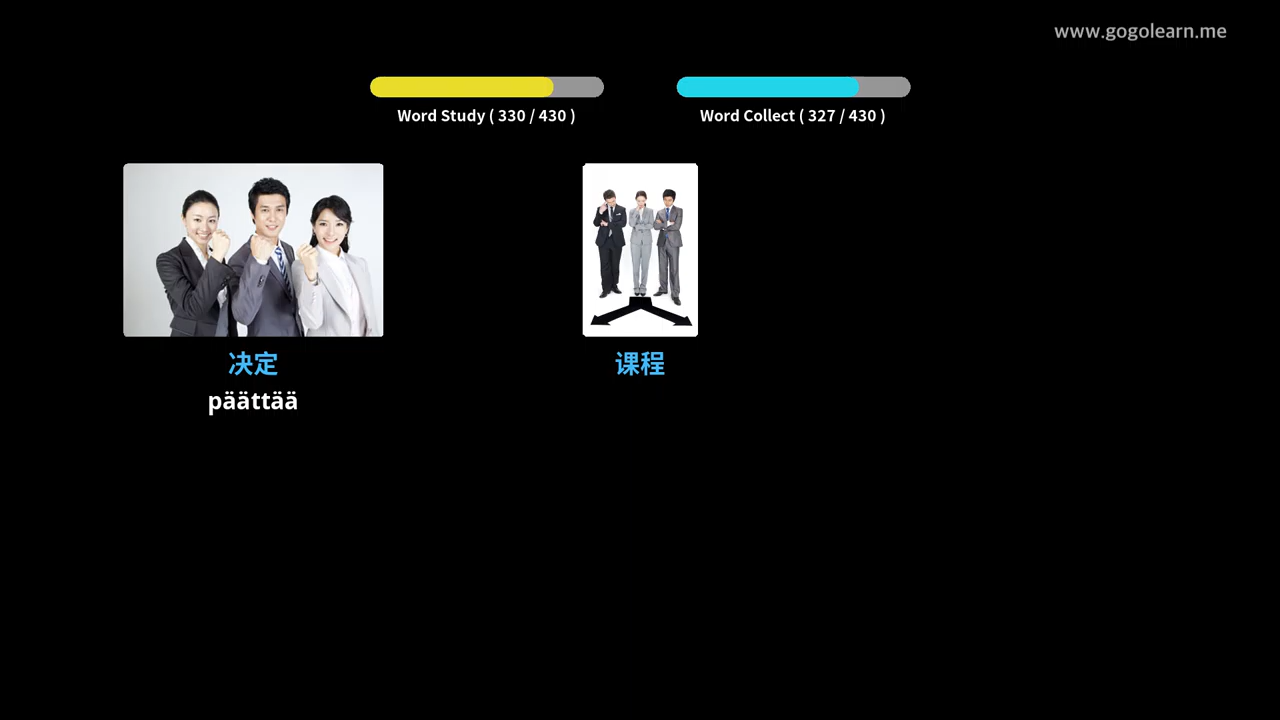 www.gogolearn.me
Word Study ( 330 / 430 )
Word Collect ( 327 / 430 )
决定
päättää
课程